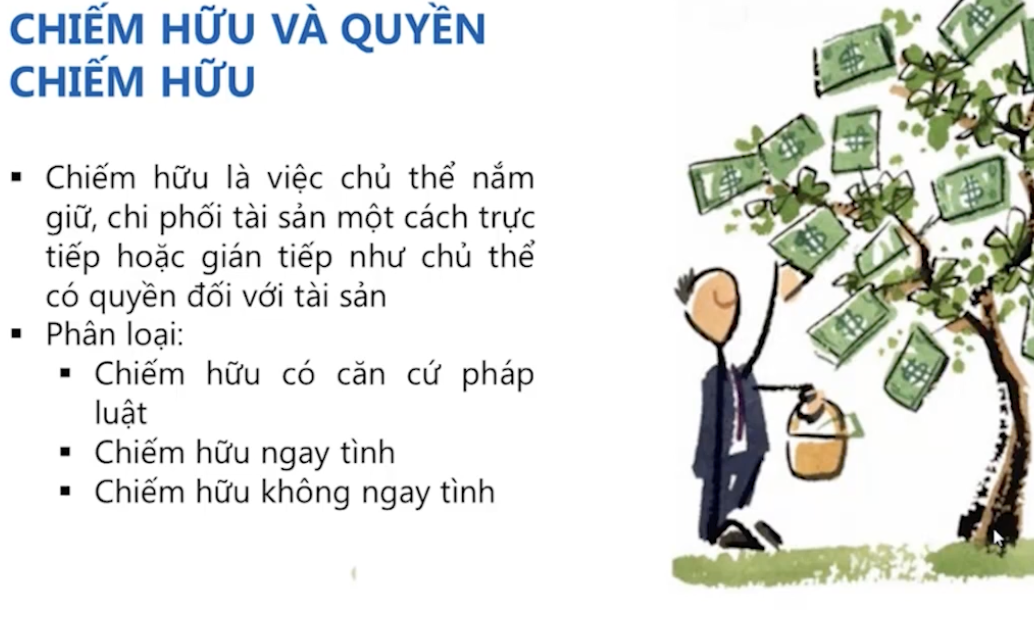 CHIẾM HỮU VÀ QUYỀN
CHIẾM HỮU
▪ Chiếm hữu là việc chủ thể nắm
giữ, chi phối tài sản một cách trực
tiếp hoặc gián tiếp như chủ thể
có quyền đối với tài sản
▪ Phân loại:
▪ Chiếm hữu có căn cứ pháp
luật
▪ Chiếm hữu ngay tình
▪ Chiếm hữu không ngay tình